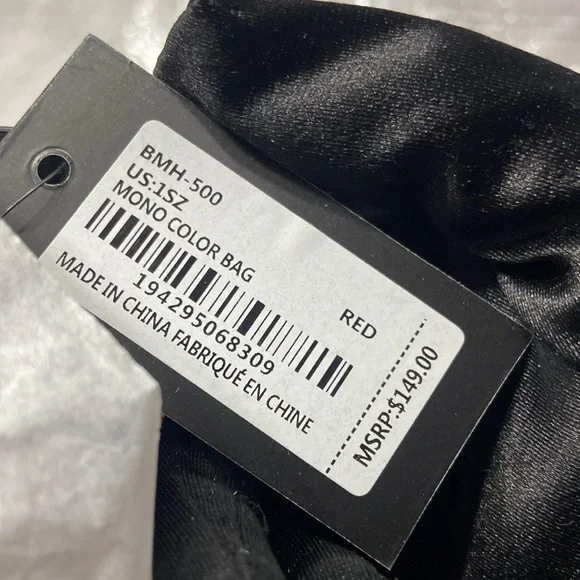 BMH-500
US:1SZ
MONO COLOR BAG
RED
194295068309
MADE IN CHINA FABRIQUÉ EN CHINE
MSRP:$149.00